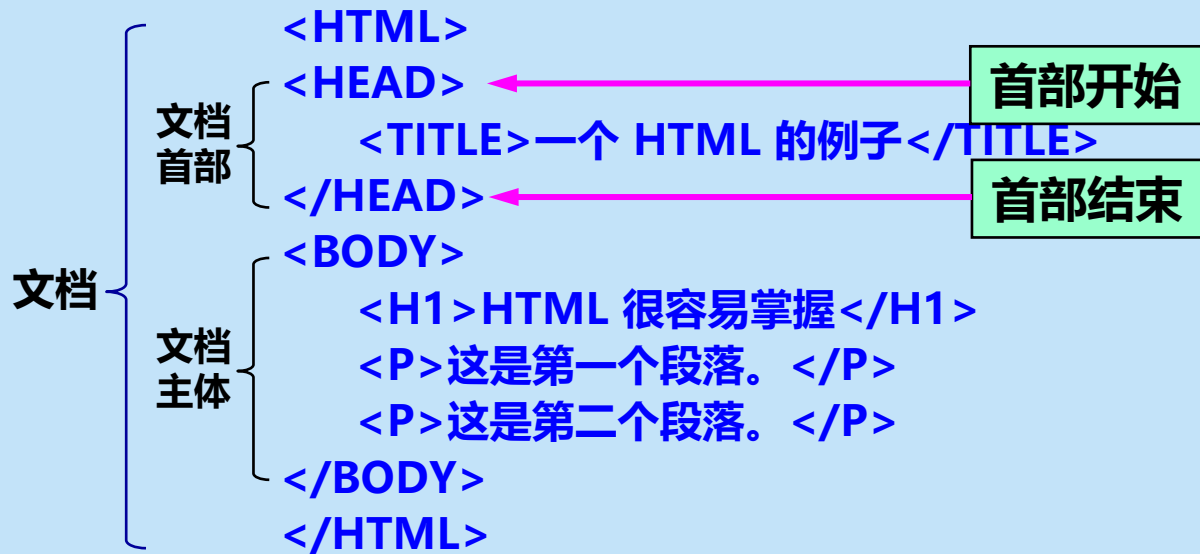 <HTML>
<HEAD>
首部开始
文档
首部
<TITLE>一个 HTML 的例子</TITLE>
</HEAD>
首部结束
<BODY>
文档
<H1>HTML 很容易掌握</H1>
文档
主体
<P>这是第一个段落。</P>
<P>这是第二个段落。</P>
</BODY>
</HTML>